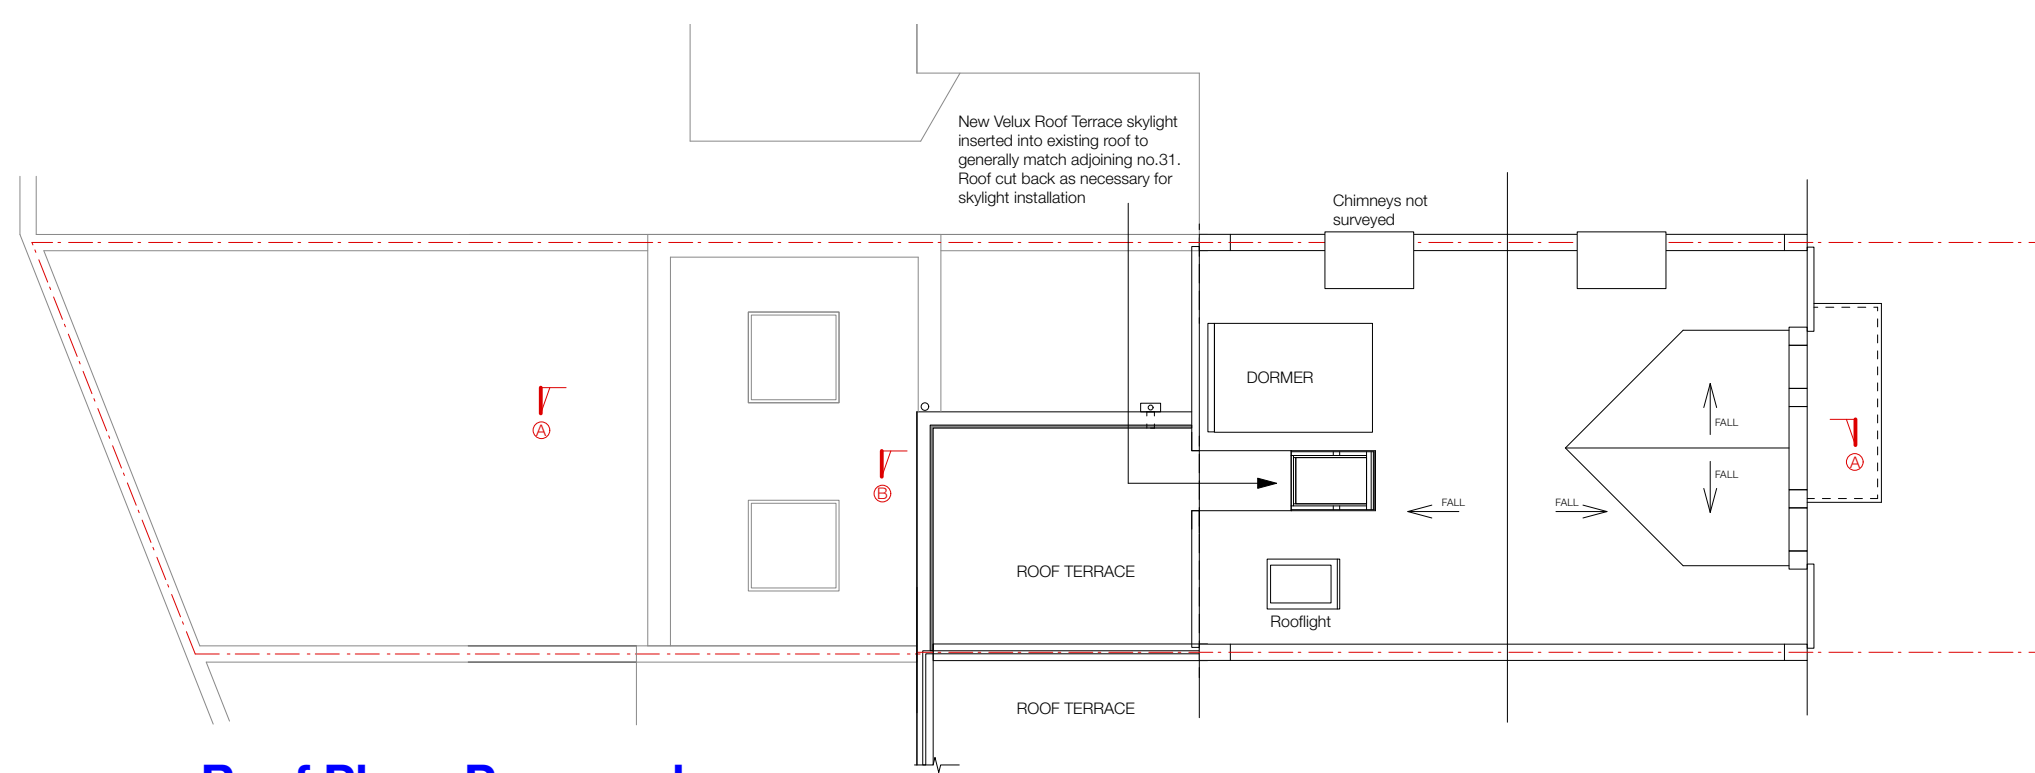 New Velux Roof Terrace skylight
inserted into existing roof to
generally match adjoining no.31.
Roof cut back as necessary for
skylight installation
Chimneys not
surveyed
DORMER
A
FALL
A
B
FALL
FALL
FALL
ROOF TERRACE
Rooflight
ROOF TERRACE